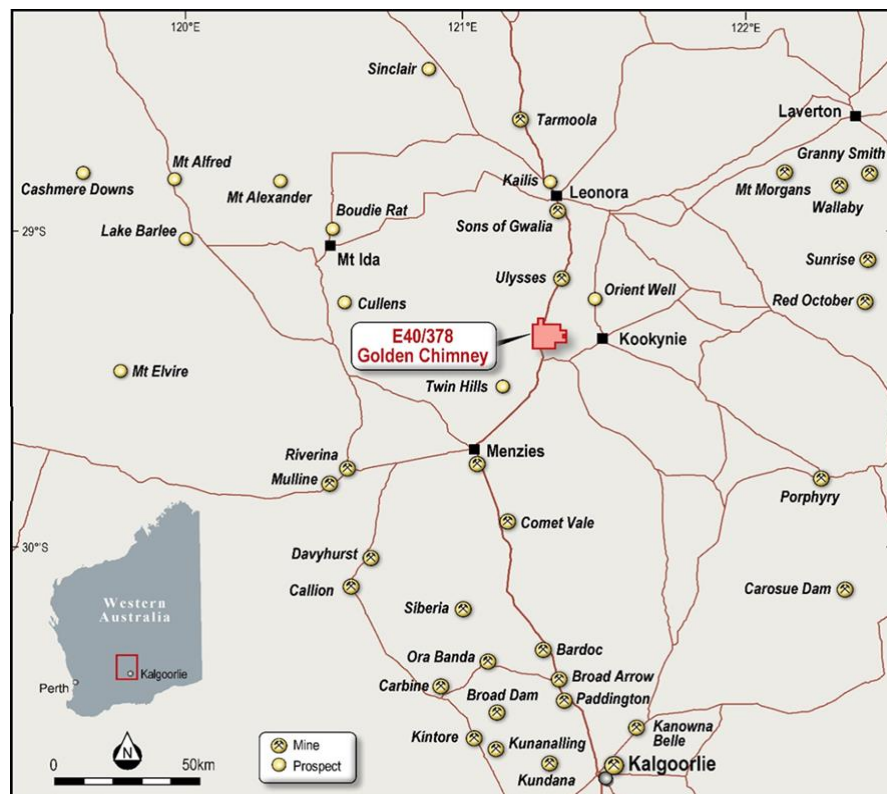 120°E
121°E
122°E
Sinclair
Tarmoola
Laverton
Granny Smith
Mt Morgans
Wallaby
Cashmere Downs
Mt Alfred
Mt Alexander
Kailis
Leonora
Boudie Rat
Sons of Gwalia
29°S
Lake Barlee
Mt Ida
Sunrise
Ulysses
Orient Well
Red October
Cullens
E40/378
Golden Chimney
Kookynie
Mt Elvire
Twin Hills
Menzies
Riverina
Mulline
Porphyry
Comet Vale
30°S
Davyhurst
Callion
Siberia
Carosue Dam
Western
Australia
Kalgoorlie
Perth
Bardoc
Ora Banda
Broad Arrow
Carbine
Broad Dam
Paddington
Kanowna
Belle
Kintore
Kunanalling
Kundana
Kalgoorlie
N
0
50km
Mine
Prospect